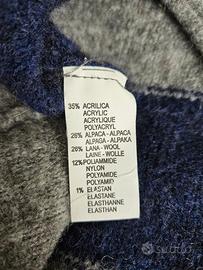 35% ACRILICA
ACRYLIC
ACRYLIQUE
POLYACRYL
26% ALPACA - ALPACA
ALPAGA - ALPAKA
26% LANA - WOOL
LAINE - WOLLE
12% POLIAMMIDE
NYLON
POLYAMIDE
POLYAMID
1% ELASTAN
ELASTANE
ELASTHANNE
ELASTHAN
subito